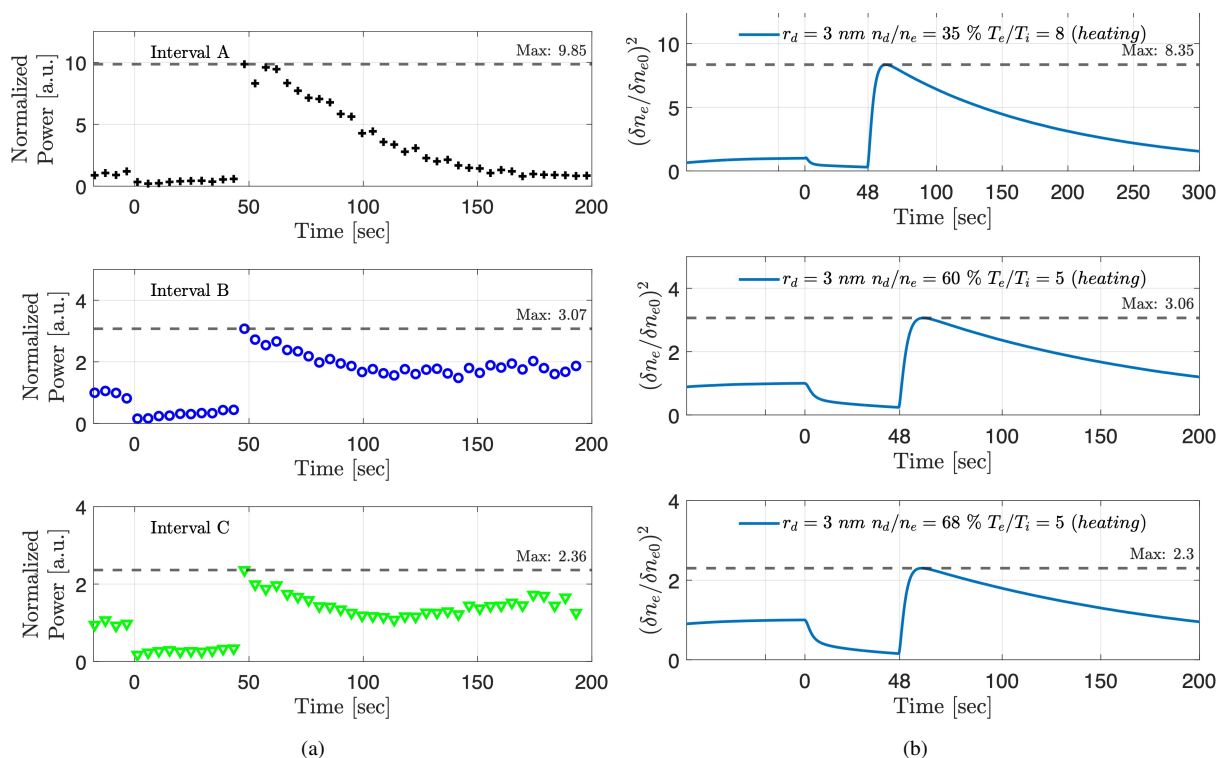 Normalized
Power [a.u.]
Interval A
Max: 9.85
10
5
0
0
50
100
150
200
Time [sec]
Normalized
Power [a.u.]
Interval B
Max: 3.07
4
2
0
0
50
100
150
200
Time [sec]
Normalized
Power [a.u.]
Interval C
Max: 2.36
4
2
0
0
50
100
150
200
Time [sec]
(a)
(δn_e/δn_{e0})²
r_d = 3 nm n_d/n_e = 35 % T_e/T_i = 8 (heating)
Max: 8.35
10
5
0
0
48
100
150
200
250
300
Time [sec]
(δn_e/δn_{e0})²
r_d = 3 nm n_d/n_e = 60 % T_e/T_i = 5 (heating)
Max: 3.06
4
2
0
0
48
100
150
200
Time [sec]
(δn_e/δn_{e0})²
r_d = 3 nm n_d/n_e = 68 % T_e/T_i = 5 (heating)
Max: 2.3
4
2
0
0
48
100
150
200
Time [sec]
(b)